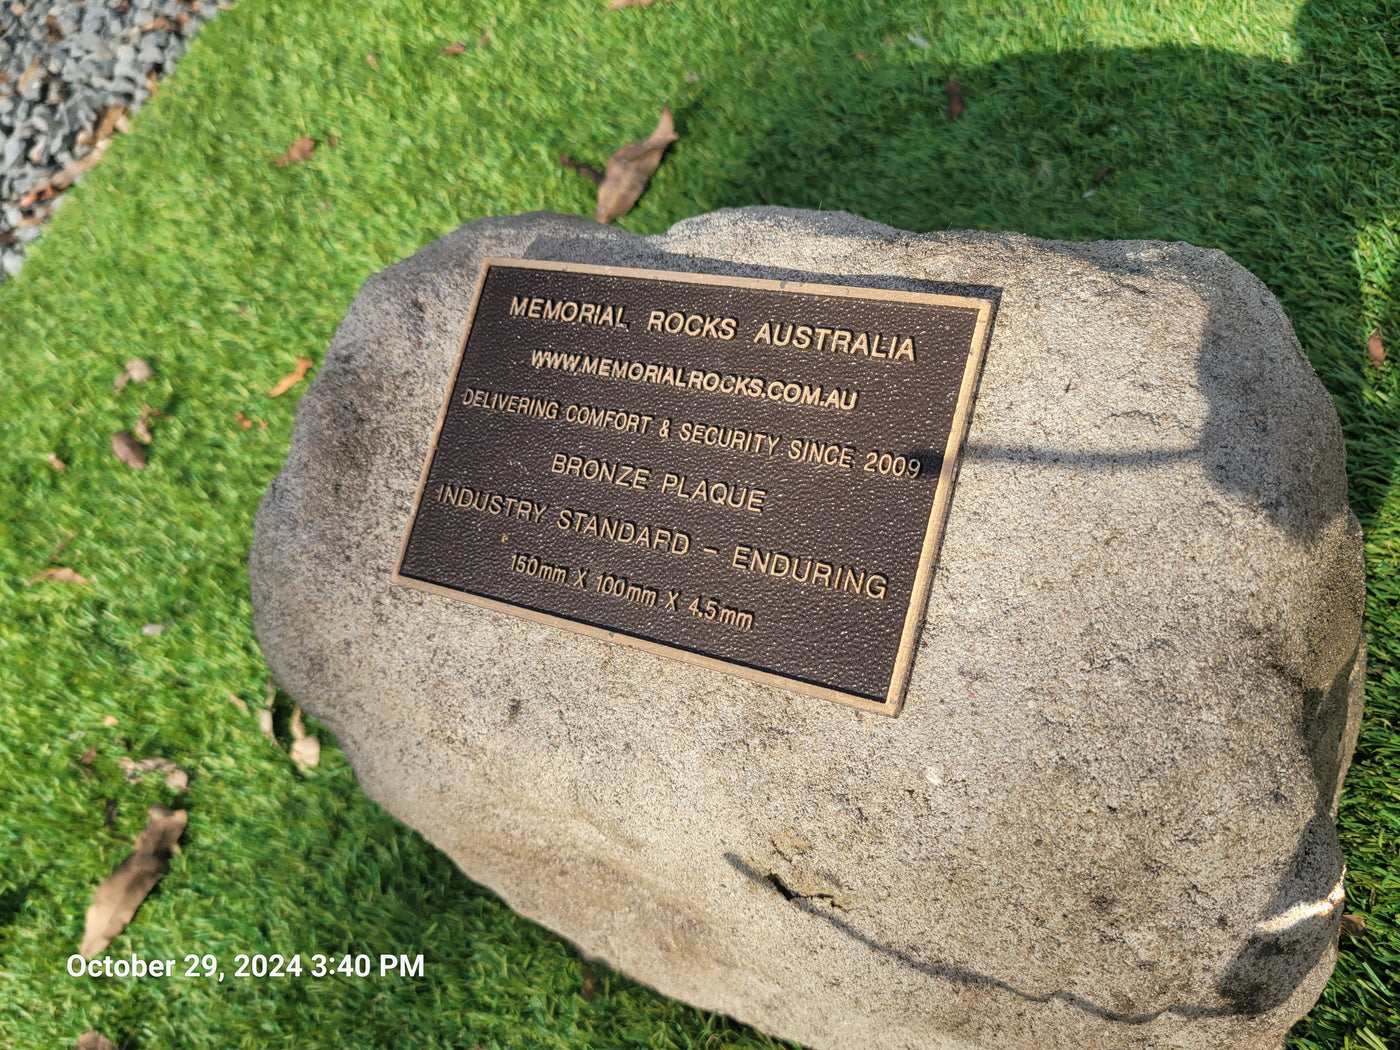 MEMORIAL ROCKS AUSTRALIA
WWW.MEMORIALROCKS.COM.AU
DELIVERING COMFORT & SECURITY SINCE 2009
BRONZE PLAQUE
INDUSTRY STANDARD - ENDURING
150mm X 100mm X 4.5mm
October 29, 2024 3:40 PM